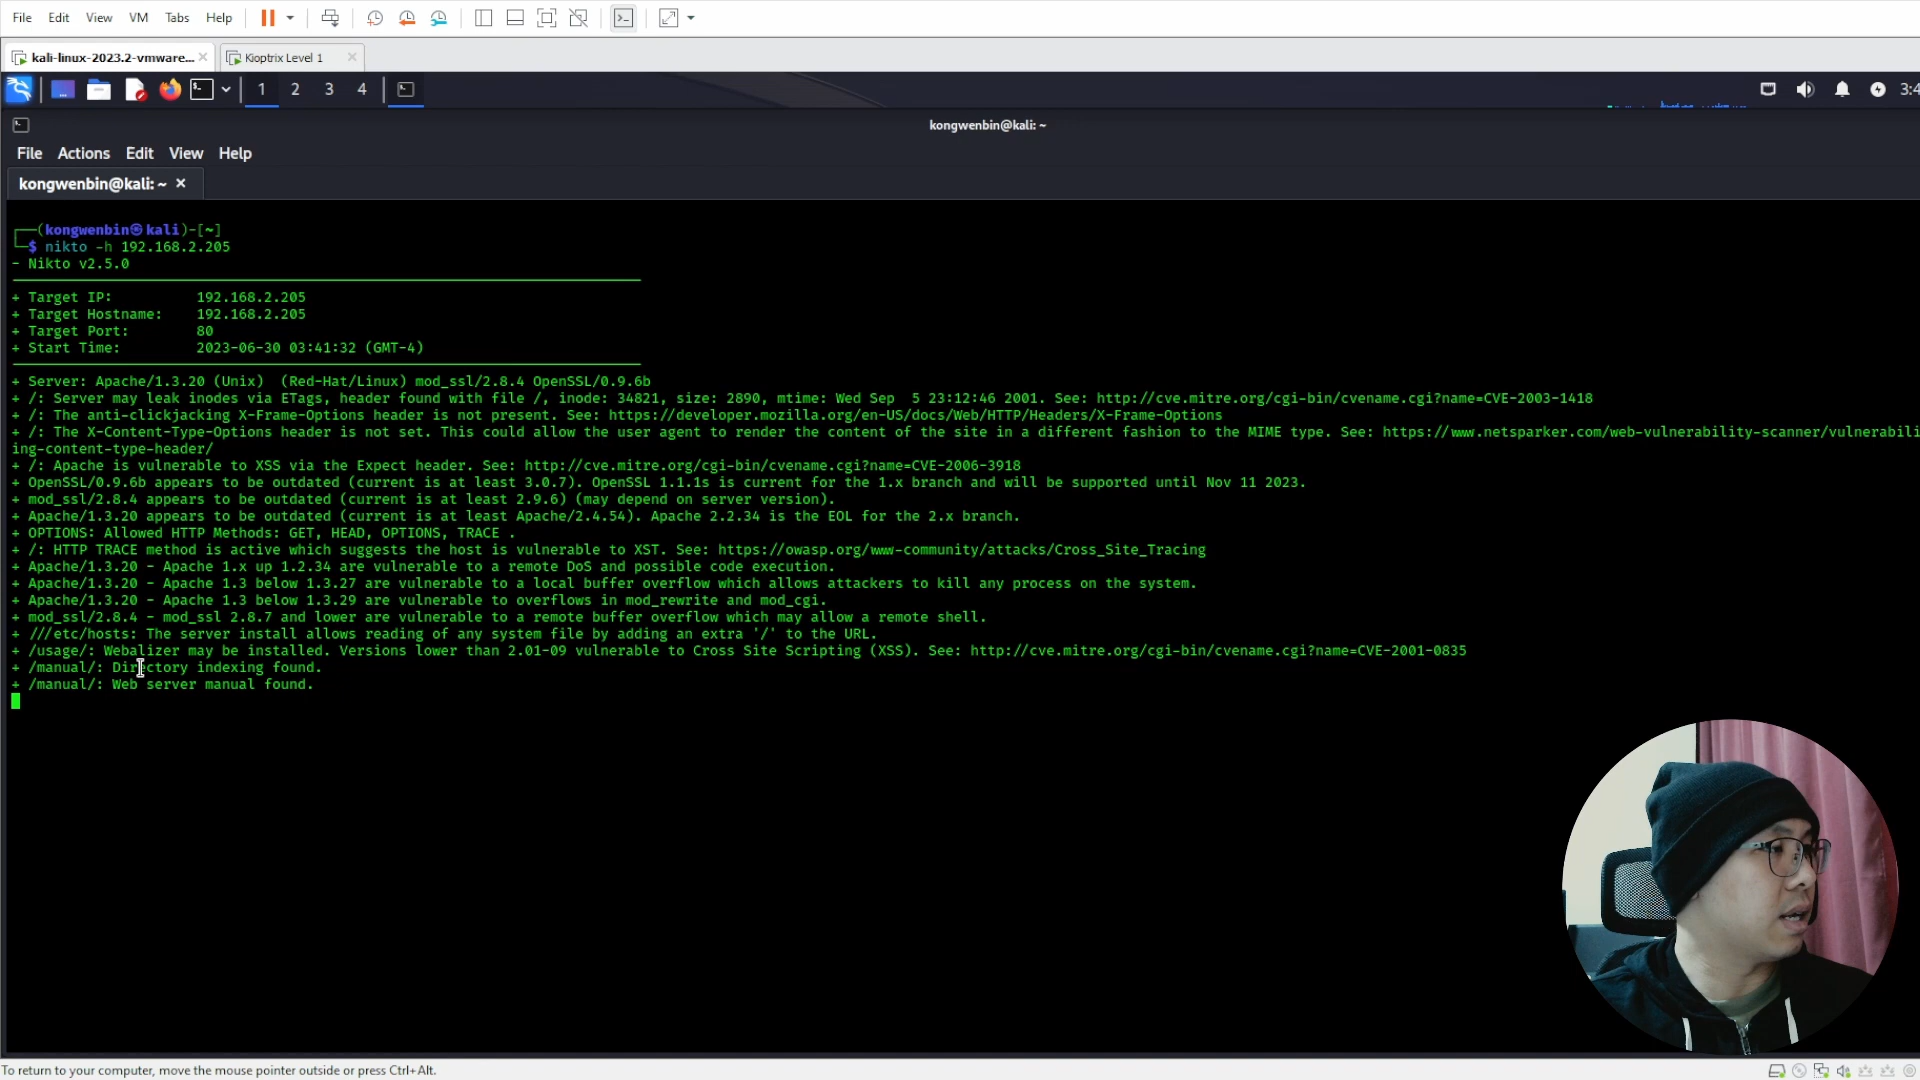 File Edit View VM Tabs Help
kali-linux-2023.2-vmware...
Kioptrix Level 1
1 2 3 4
3:4
kongwenbin@kali: ~
File Actions Edit View Help
kongwenbin@kali: ~
┌──(kongwenbin㉿kali)-[~]
└─$ nikto -h 192.168.2.205
- Nikto v2.5.0
+ Target IP: 192.168.2.205
+ Target Hostname: 192.168.2.205
+ Target Port: 80
+ Start Time: 2023-06-30 03:41:32 (GMT-4)
+ Server: Apache/1.3.20 (Unix) (Red-Hat/Linux) mod_ssl/2.8.4 OpenSSL/0.9.6b
+ /: Server may leak inodes via ETags, header found with file /, inode: 34821, size: 2890, mtime: Wed Sep 5 23:12:46 2001. See: http://cve.mitre.org/cgi-bin/cvename.cgi?name=CVE-2003-1418
+ /: The anti-clickjacking X-Frame-Options header is not present. See: https://developer.mozilla.org/en-US/docs/Web/HTTP/Headers/X-Frame-Options
+ /: The X-Content-Type-Options header is not set. This could allow the user agent to render the content of the site in a different fashion to the MIME type. See: https://www.netsparker.com/web-vulnerability-scanner/vulnerabili
ing-content-type-header/
+ /: Apache is vulnerable to XSS via the Expect header. See: http://cve.mitre.org/cgi-bin/cvename.cgi?name=CVE-2006-3918
+ OpenSSL/0.9.6b appears to be outdated (current is at least 3.0.7). OpenSSL 1.1.1s is current for the 1.x branch and will be supported until Nov 11 2023.
+ mod_ssl/2.8.4 appears to be outdated (current is at least 2.9.6) (may depend on server version).
+ Apache/1.3.20 appears to be outdated (current is at least Apache/2.4.54). Apache 2.2.34 is the EOL for the 2.x branch.
+ OPTIONS: Allowed HTTP Methods: GET, HEAD, OPTIONS, TRACE .
+ /: HTTP TRACE method is active which suggests the host is vulnerable to XST. See: https://owasp.org/www-community/attacks/Cross_Site_Tracing
+ Apache/1.3.20 - Apache 1.x up 1.2.34 are vulnerable to a remote DoS and possible code execution.
+ Apache/1.3.20 - Apache 1.3 below 1.3.27 are vulnerable to a local buffer overflow which allows attackers to kill any process on the system.
+ Apache/1.3.20 - Apache 1.3 below 1.3.29 are vulnerable to overflows in mod_rewrite and mod_cgi.
+ mod_ssl/2.8.4 - mod_ssl 2.8.7 and lower are vulnerable to a remote buffer overflow which may allow a remote shell.
+ ///etc/hosts: The server install allows reading of any system file by adding an extra '/' to the URL.
+ /usage/: Webalizer may be installed. Versions lower than 2.01-09 vulnerable to Cross Site Scripting (XSS). See: http://cve.mitre.org/cgi-bin/cvename.cgi?name=CVE-2001-0835
+ /manual/: Directory indexing found.
+ /manual/: Web server manual found.
To return to your computer, move the mouse pointer outside or press Ctrl+Alt.